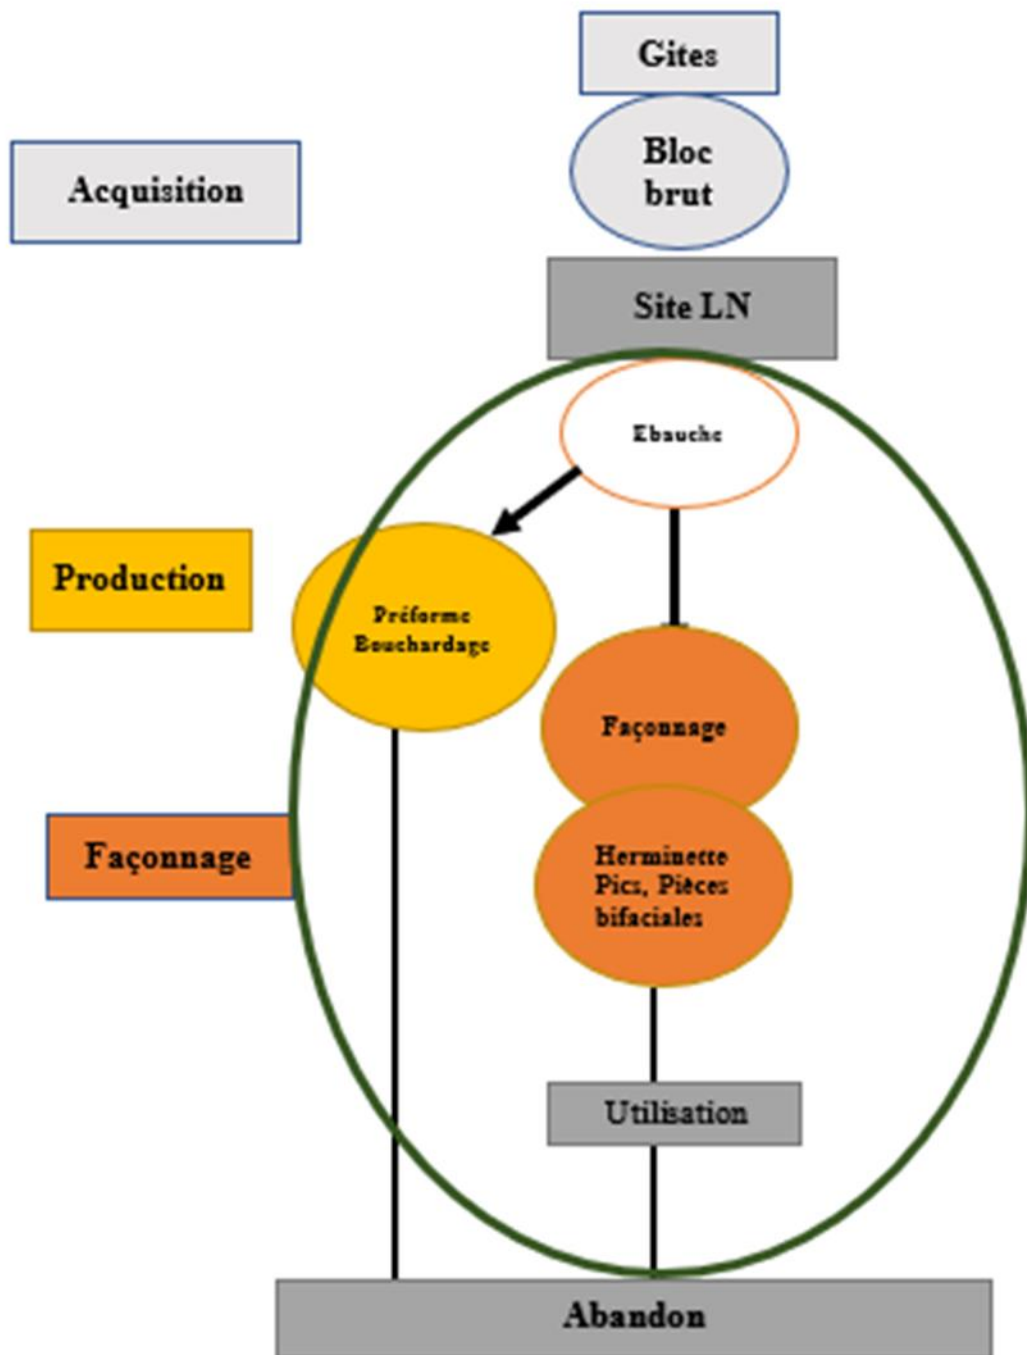 Gites
Bloc
brut
Acquisition
Site LN
Ebauche
Production
Préforme
Bouchardage
Façonnage
Façonnage
Herminette
Pics, Pièces
bifaciales
Utilisation
Abandon